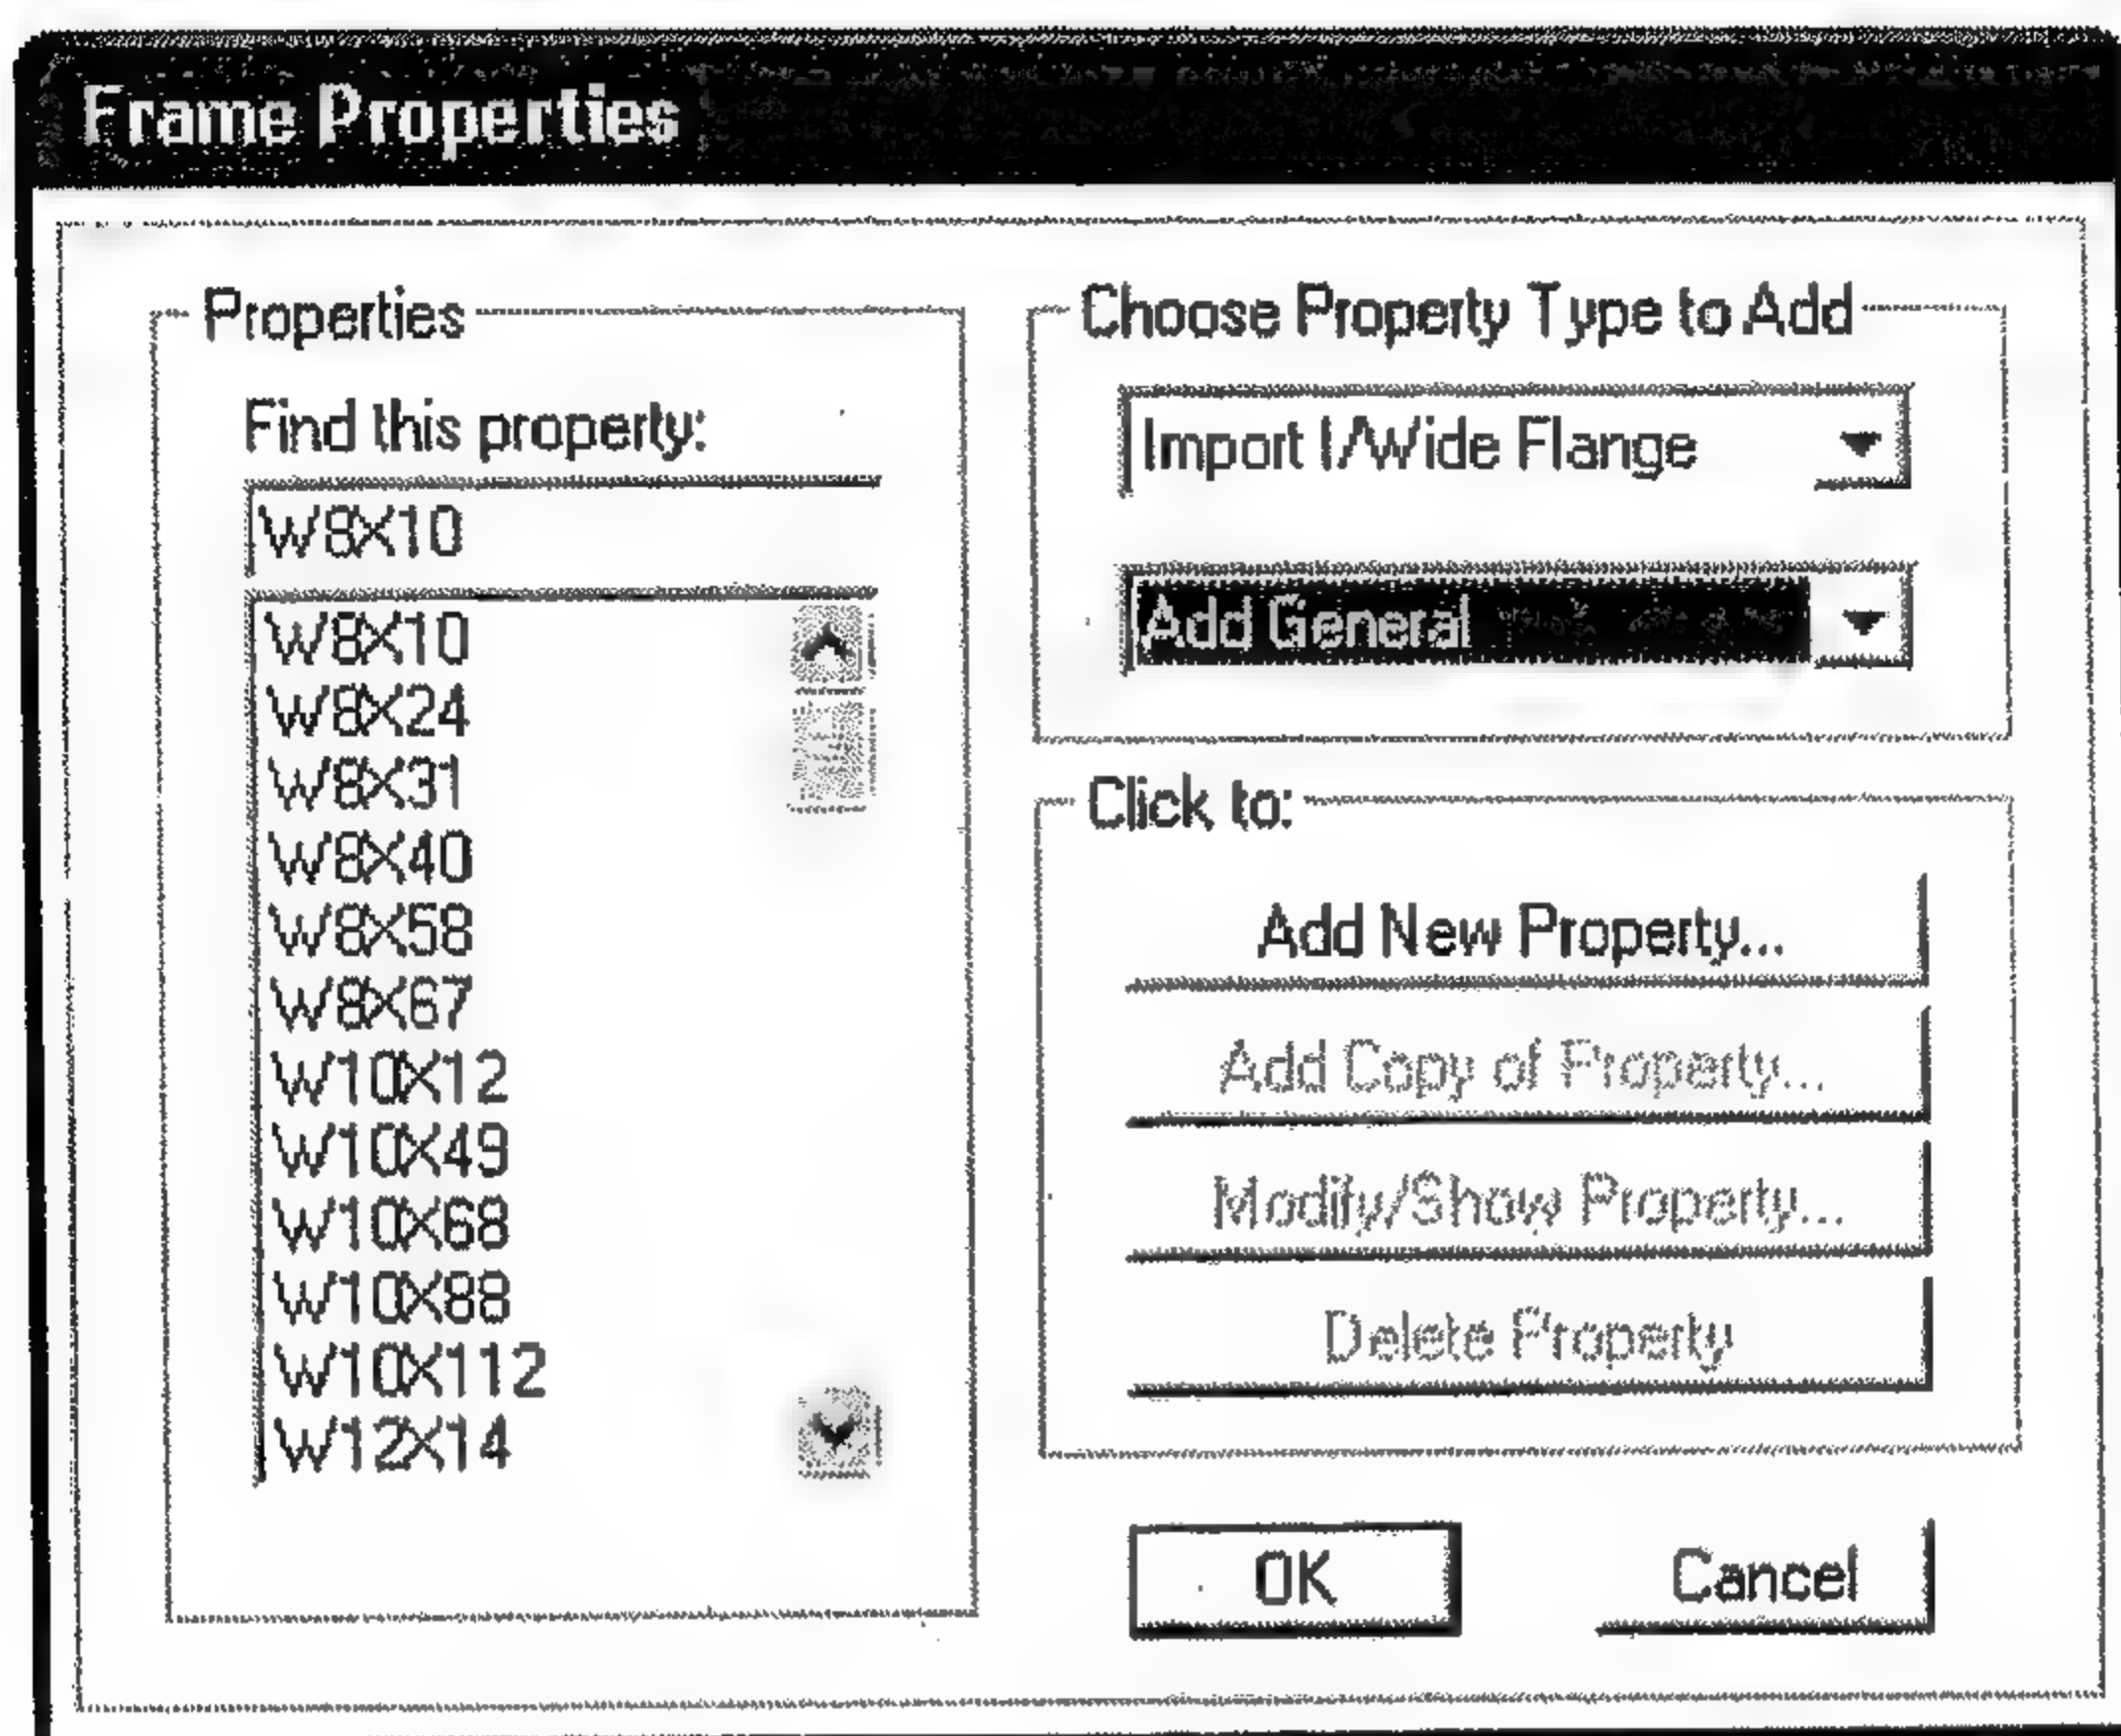 Frame Properties
Properties
Find this property:
W8X10
W8X10
W8X24
W8X31
W8X40
W8X58
W8X67
W10X12
W10X49
W10X68
W10X88
W10X112
W12X14
Choose Property Type to Add
Import I/Wide Flange
Add General
Click to:
Add New Property...
Add Copy of Property...
Modify/Show Property...
Delete Property
OK
Cancel